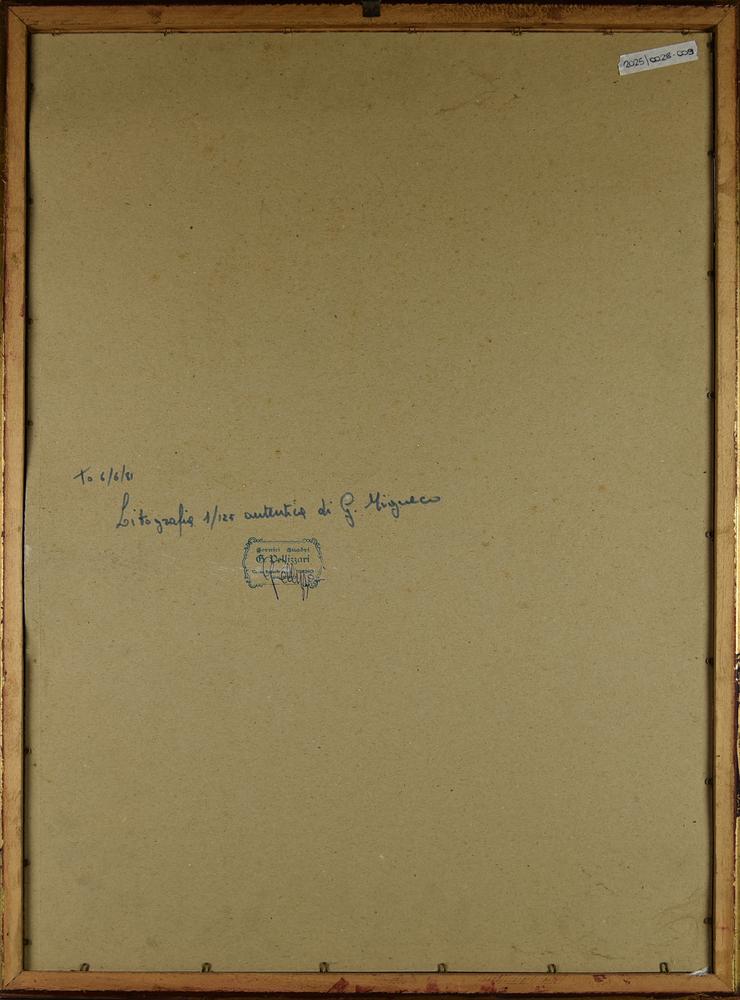 2025/0028-009
To 6/6/81
Litografia 1/125 autentica di G. Migneco
Cornici Quadri
G. Pellizzari